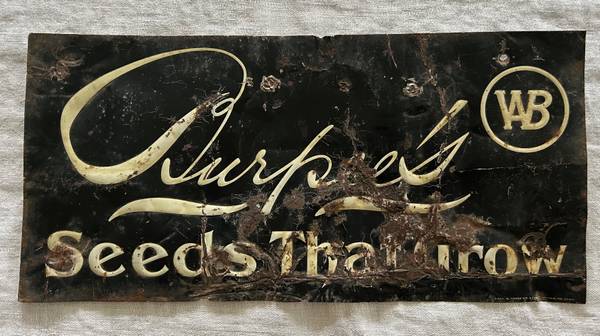 Burpee's
WAB
Seeds That Grow